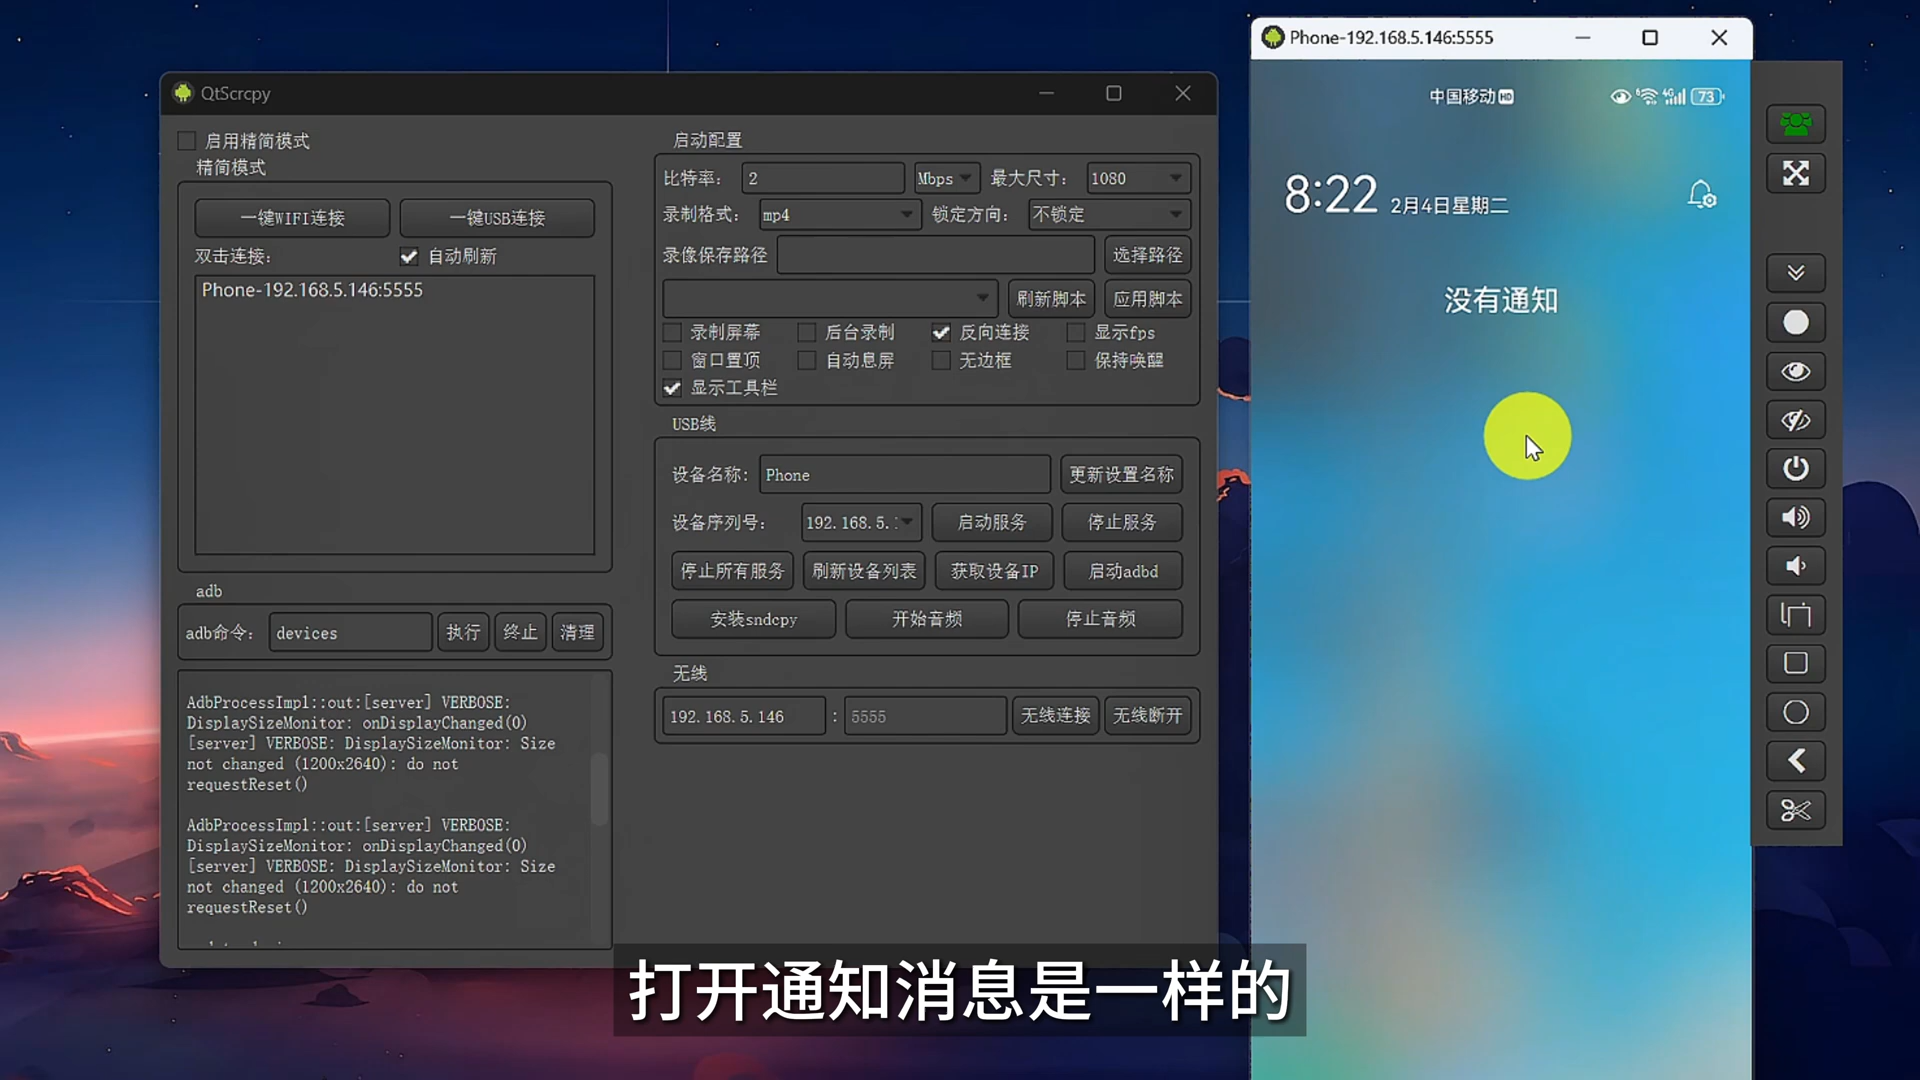 QtScrcpy
启用精简模式
精简模式
一键WIFI连接
一键USB连接
双击连接:
自动刷新
Phone-192.168.5.146:5555
adb
adb命令:
devices
执行
终止
清理
AdbProcessImpl::out:[server] VERBOSE:
DisplaySizeMonitor: onDisplayChanged(0)
[server] VERBOSE: DisplaySizeMonitor: Size
not changed (1200x2640): do not
requestReset()
AdbProcessImpl::out:[server] VERBOSE:
DisplaySizeMonitor: onDisplayChanged(0)
[server] VERBOSE: DisplaySizeMonitor: Size
not changed (1200x2640): do not
requestReset()
启动配置
比特率: 2 Mbps 最大尺寸: 1080
录制格式: mp4 锁定方向: 不锁定
录像保存路径 选择路径
刷新脚本 应用脚本
录制屏幕 后台录制 反向连接 显示fps
窗口置顶 自动息屏 无边框 保持唤醒
显示工具栏
USB线
设备名称: Phone 更新设置名称
设备序列号: 192.168.5.: 启动服务 停止服务
停止所有服务 刷新设备列表 获取设备IP 启动adbd
安装sndcpy 开始音频 停止音频
无线
192.168.5.146 : 5555 无线连接 无线断开
Phone-192.168.5.146:5555
中国移动HD
4G 73
8:22 2月4日星期二
没有通知
打开通知消息是一样的